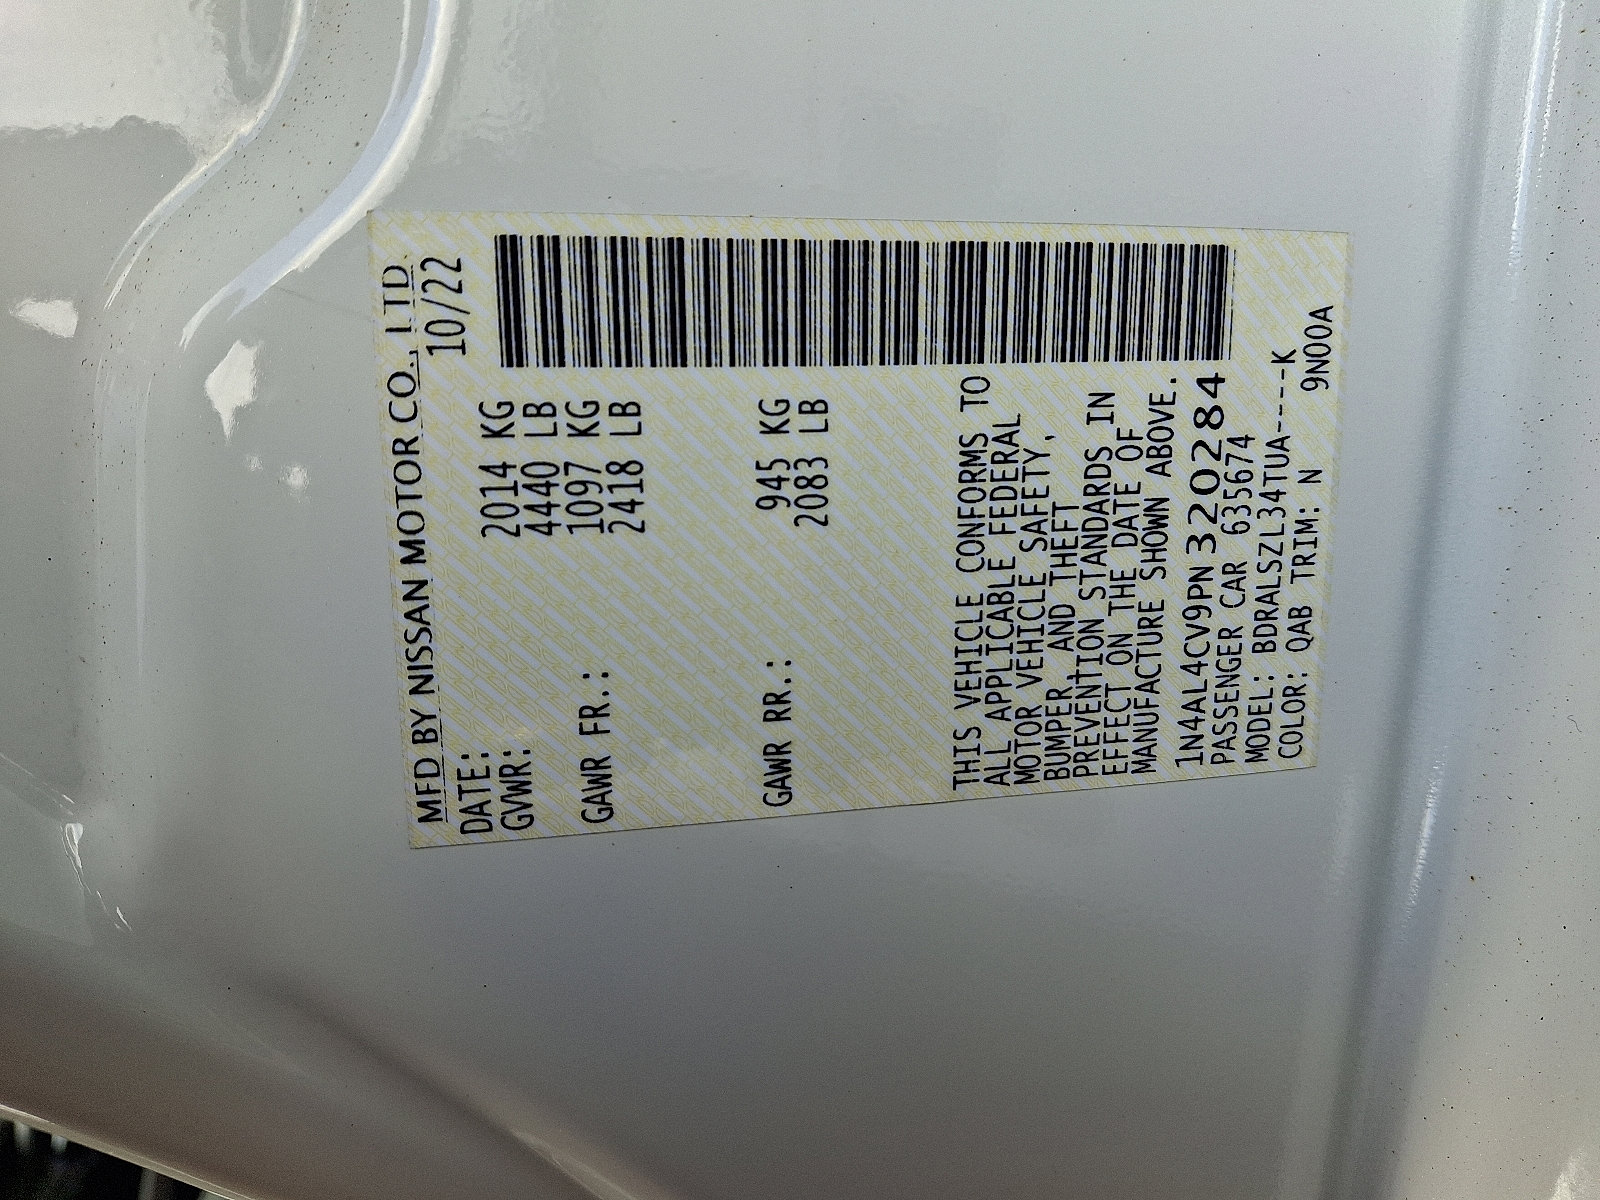 MFD BY NISSAN MOTOR CO., LTD.
DATE: 10/22
GVWR: 2014 KG
4440 LB
GAWR FR.: 1097 KG
2418 LB
GAWR RR.: 945 KG
2083 LB
THIS VEHICLE CONFORMS TO
ALL APPLICABLE FEDERAL
MOTOR VEHICLE SAFETY,
BUMPER, AND THEFT
PREVENTION STANDARDS IN
EFFECT ON THE DATE OF
MANUFACTURE SHOWN ABOVE.
1N4AL4CV9PN320284
PASSENGER CAR 635674
MODEL: BDRALSZL34TUA----K
COLOR: QAB TRIM: N 9N00A